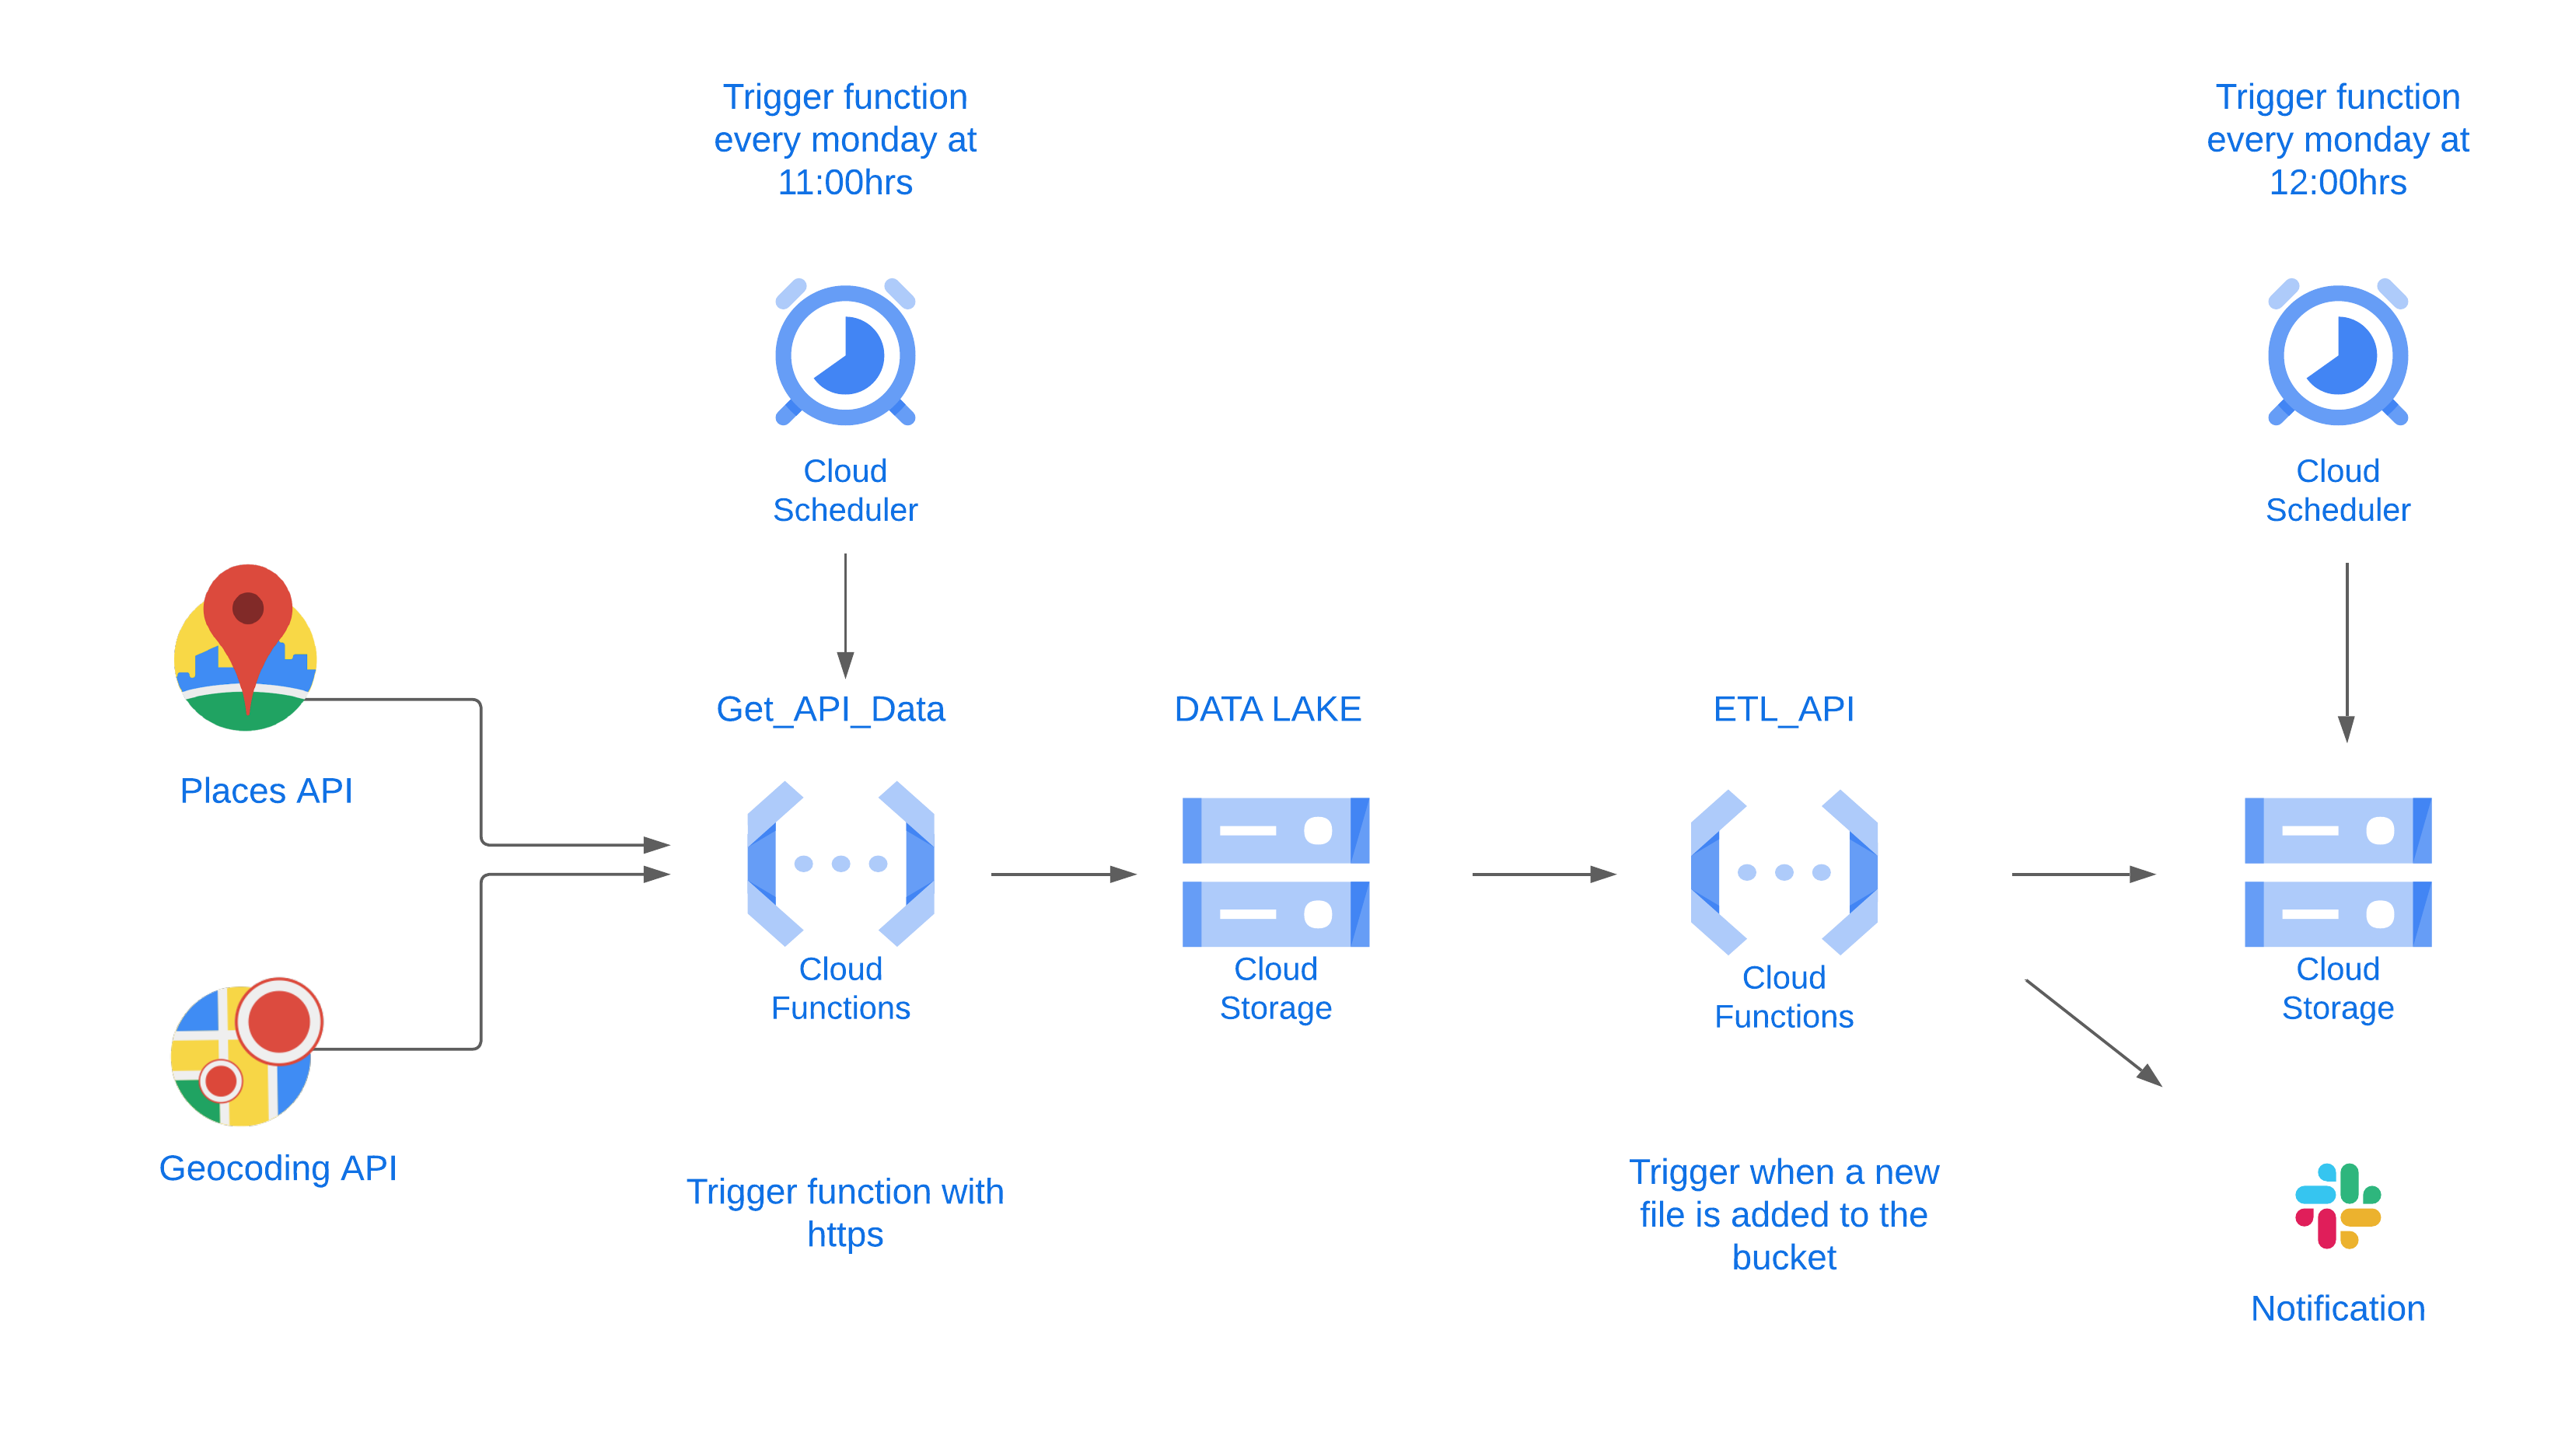 Trigger function
every monday at
11:00hrs
Trigger function
every monday at
12:00hrs
Cloud
Scheduler
Cloud
Scheduler
Places API
Get_API_Data
DATA LAKE
ETL_API
Cloud
Functions
Cloud
Storage
Cloud
Functions
Cloud
Storage
Geocoding API
Trigger function with
https
Trigger when a new
file is added to the
bucket
Notification